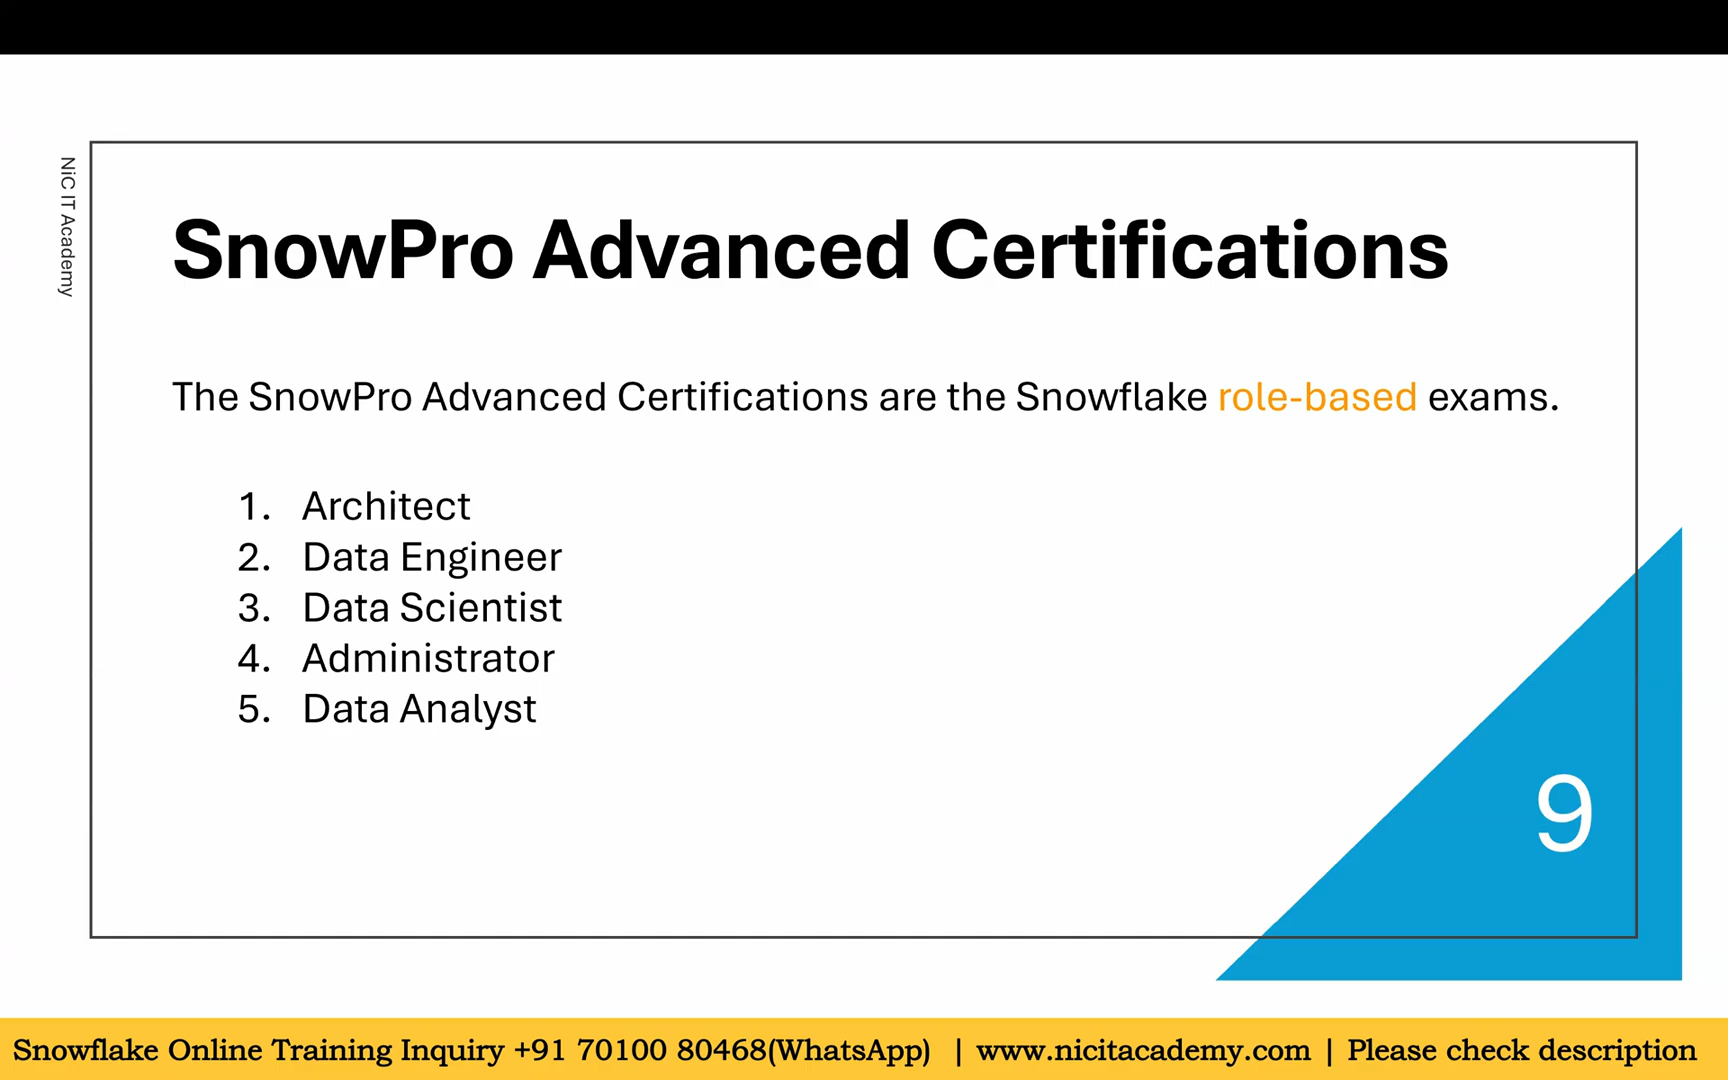 NiC IT Academy
SnowPro Advanced Certifications
The SnowPro Advanced Certifications are the Snowflake role-based exams.
1. Architect
2. Data Engineer
3. Data Scientist
4. Administrator
5. Data Analyst
9
Snowflake Online Training Inquiry +91 70100 80468(WhatsApp) | www.nicitacademy.com | Please check description